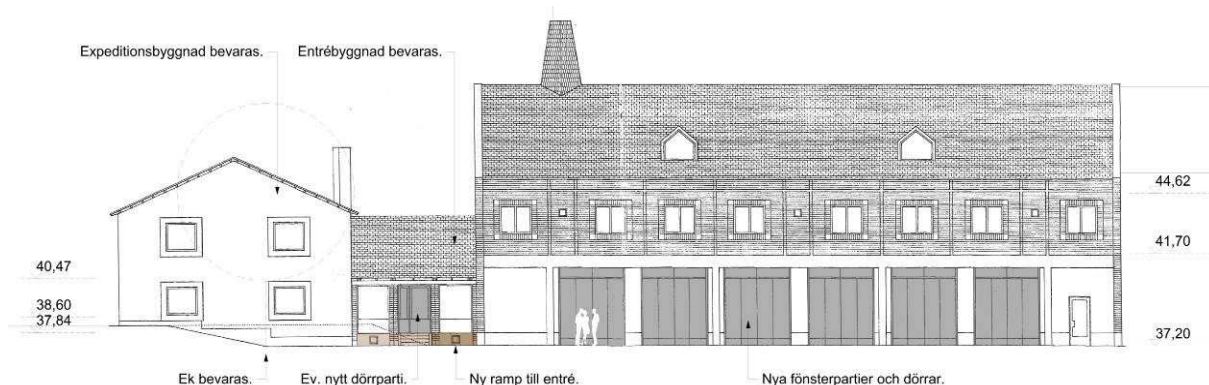 Expeditionsbyggnad bevaras.
Entrébyggnad bevaras.
44,62
41,70
40,47
38,60
37,84
37,20
Ek bevaras.
Ev. nytt dörrparti.
Ny ramp till entré.
Nya fönsterpartier och dörrar.